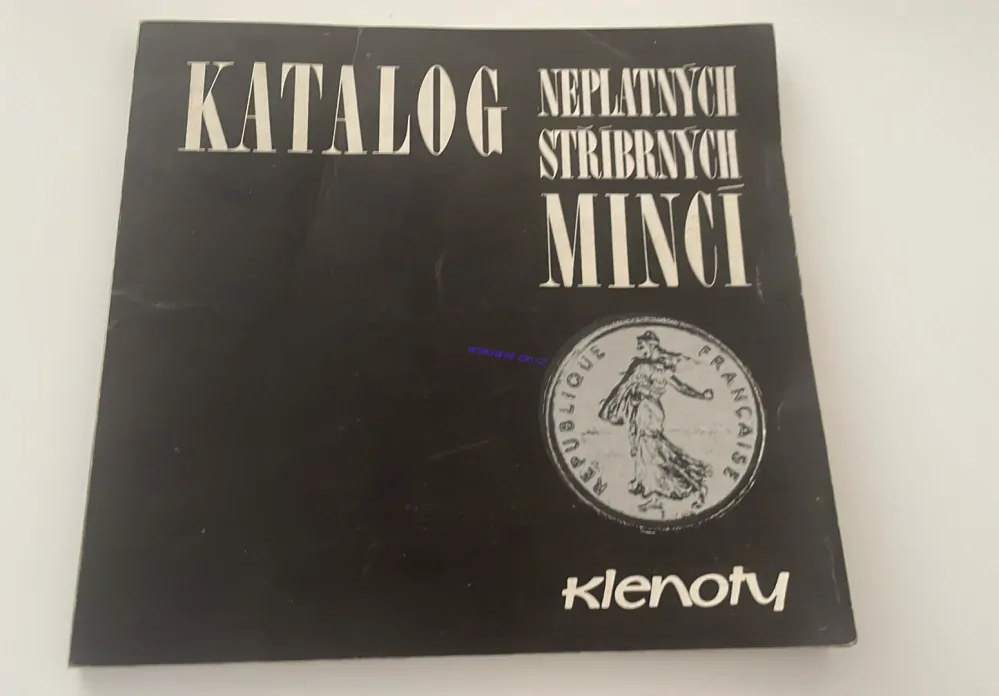 KATALOG
NEPLATNÝCH
STŘÍBRNÝCH
MINCÍ
REPUBLIQUE FRANÇAISE
Klenoty